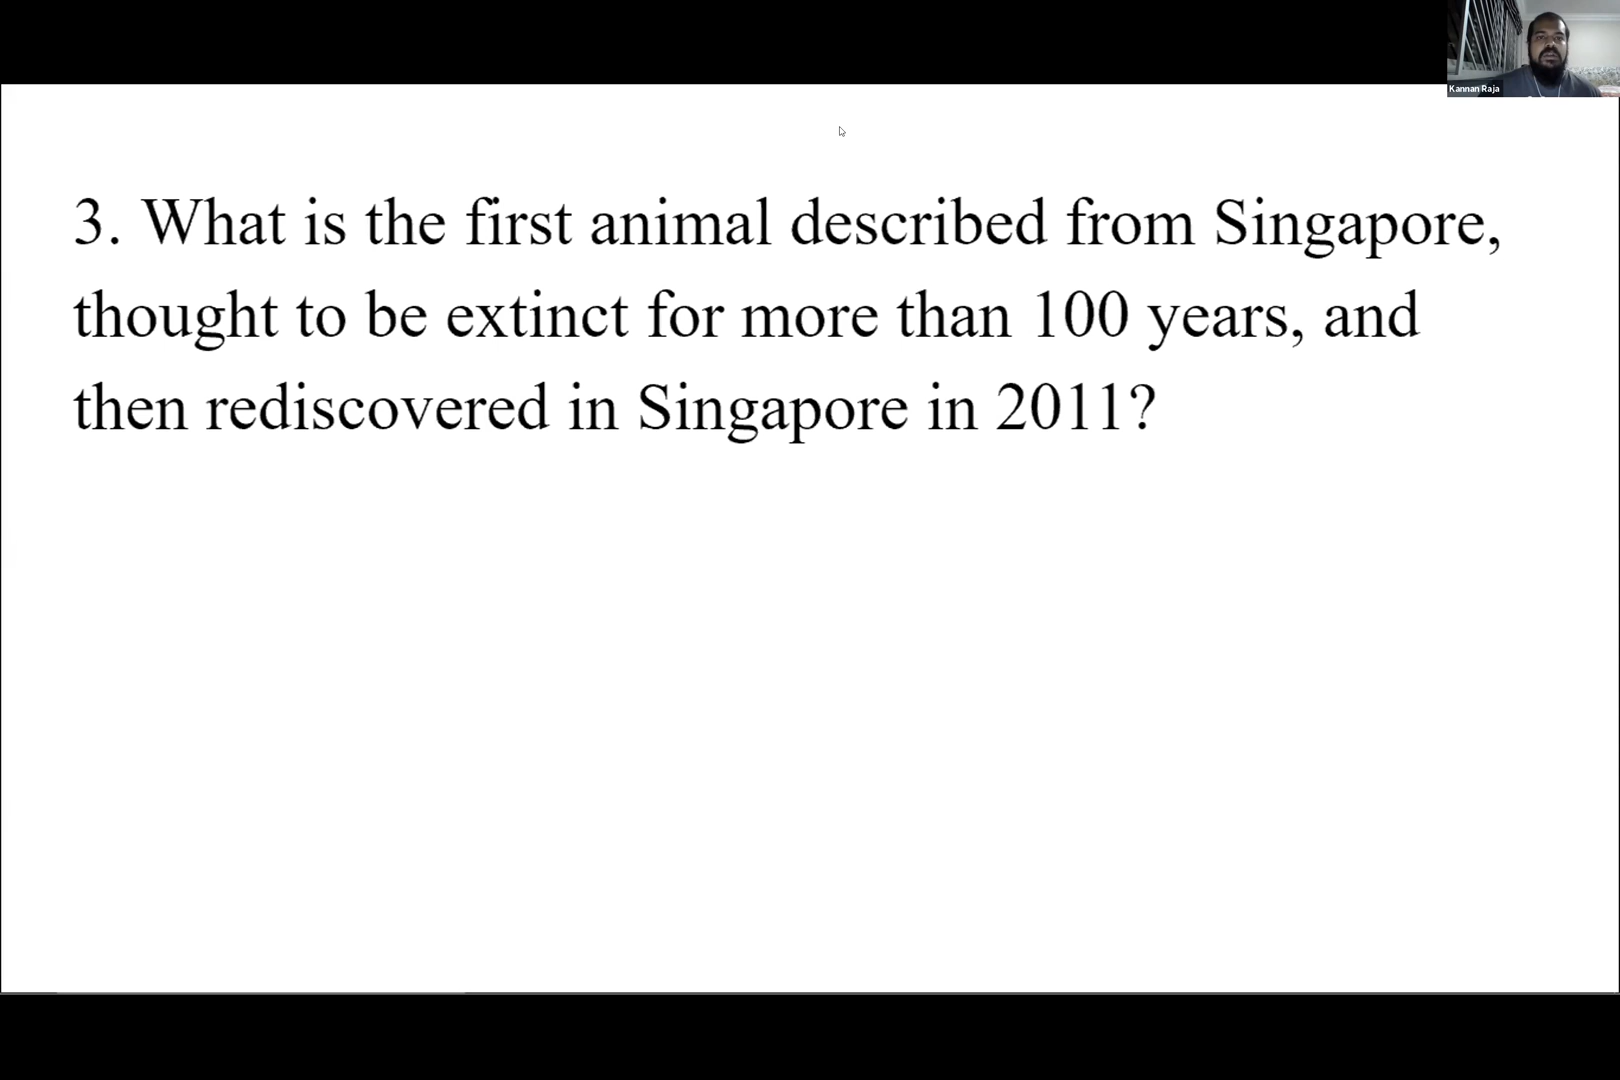 Kannan Raja
3. What is the first animal described from Singapore,
thought to be extinct for more than 100 years, and
then rediscovered in Singapore in 2011?